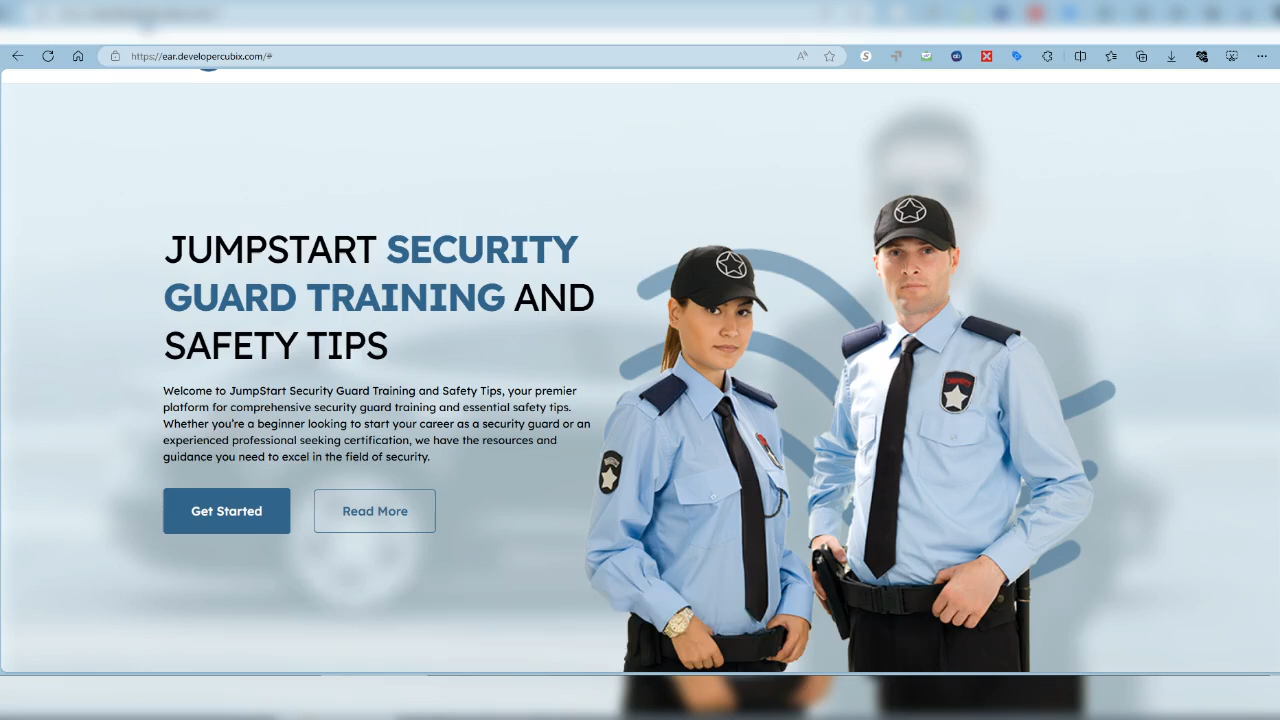 https://ear.developercubix.com/#
JUMPSTART SECURITY
GUARD TRAINING AND
SAFETY TIPS
Welcome to JumpStart Security Guard Training and Safety Tips, your premier
platform for comprehensive security guard training and essential safety tips.
Whether you're a beginner looking to start your career as a security guard or an
experienced professional seeking certification, we have the resources and
guidance you need to excel in the field of security.
Get Started
Read More